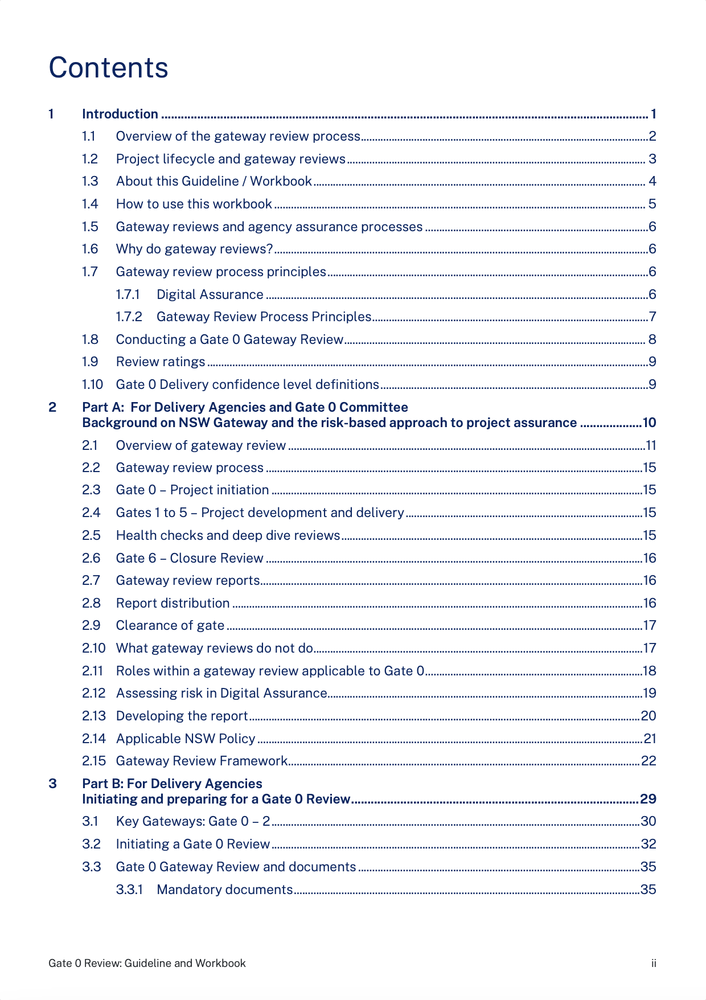 Contents
1 Introduction ........ 1
1.1 Overview of the gateway review process ........ 2
1.2 Project lifecycle and gateway reviews ........ 3
1.3 About this Guideline / Workbook ........ 4
1.4 How to use this workbook ........ 5
1.5 Gateway reviews and agency assurance processes ........ 6
1.6 Why do gateway reviews? ........ 6
1.7 Gateway review process principles ........ 6
1.7.1 Digital Assurance ........ 6
1.7.2 Gateway Review Process Principles ........ 7
1.8 Conducting a Gate 0 Gateway Review ........ 8
1.9 Review ratings ........ 9
1.10 Gate 0 Delivery confidence level definitions ........ 9
2 Part A: For Delivery Agencies and Gate 0 Committee
Background on NSW Gateway and the risk-based approach to project assurance ........ 10
2.1 Overview of gateway review ........ 11
2.2 Gateway review process ........ 15
2.3 Gate 0 – Project initiation ........ 15
2.4 Gates 1 to 5 – Project development and delivery ........ 15
2.5 Health checks and deep dive reviews ........ 15
2.6 Gate 6 – Closure Review ........ 16
2.7 Gateway review reports ........ 16
2.8 Report distribution ........ 16
2.9 Clearance of gate ........ 17
2.10 What gateway reviews do not do ........ 17
2.11 Roles within a gateway review applicable to Gate 0 ........ 18
2.12 Assessing risk in Digital Assurance ........ 19
2.13 Developing the report ........ 20
2.14 Applicable NSW Policy ........ 21
2.15 Gateway Review Framework ........ 22
3 Part B: For Delivery Agencies
Initiating and preparing for a Gate 0 Review ........ 29
3.1 Key Gateways: Gate 0 – 2 ........ 30
3.2 Initiating a Gate 0 Review ........ 32
3.3 Gate 0 Gateway Review and documents ........ 35
3.3.1 Mandatory documents ........ 35
Gate 0 Review: Guideline and Workbook ii